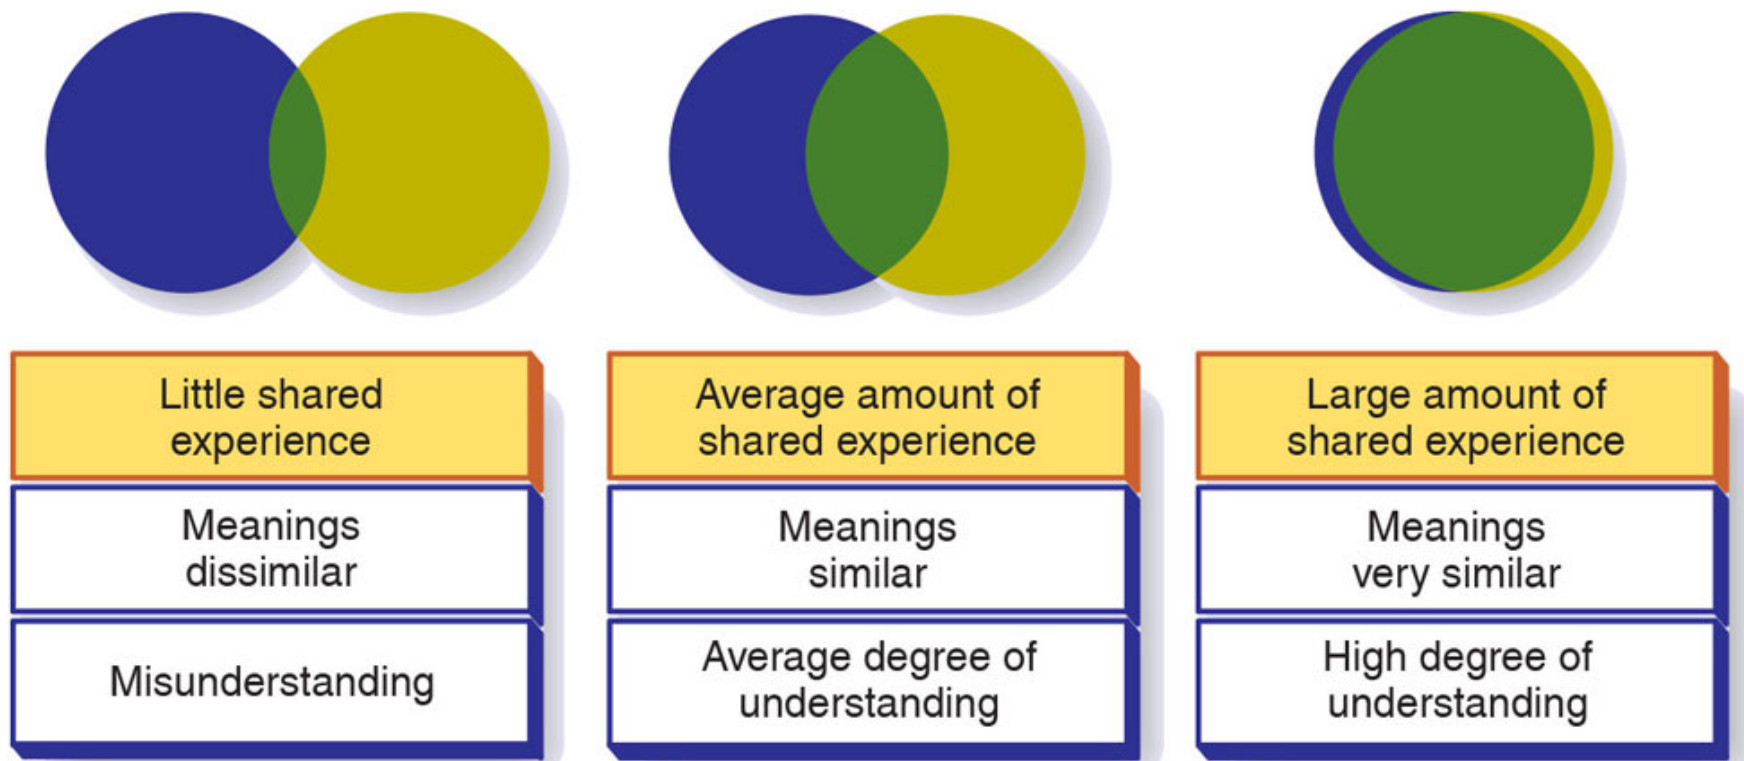 Little shared
experience
Meanings
dissimilar
Misunderstanding
Average amount of
shared experience
Meanings
similar
Average degree of
understanding
Large amount of
shared experience
Meanings
very similar
High degree of
understanding